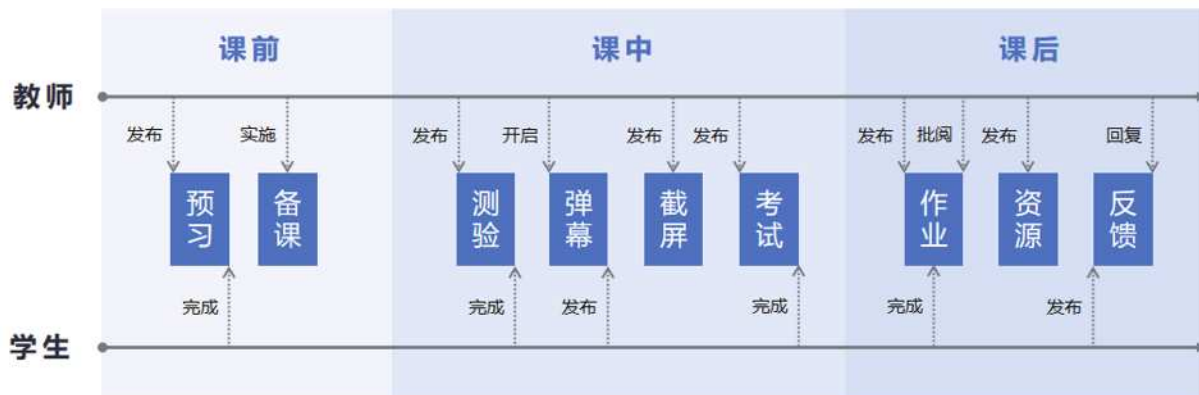 课前 课中 课后
教师
发布 实施 发布 开启 发布 发布 发布 批阅 发布 回复
预习 备课 测验 弹幕 截屏 考试 作业 资源 反馈
完成 完成 发布 完成 完成 发布
学生